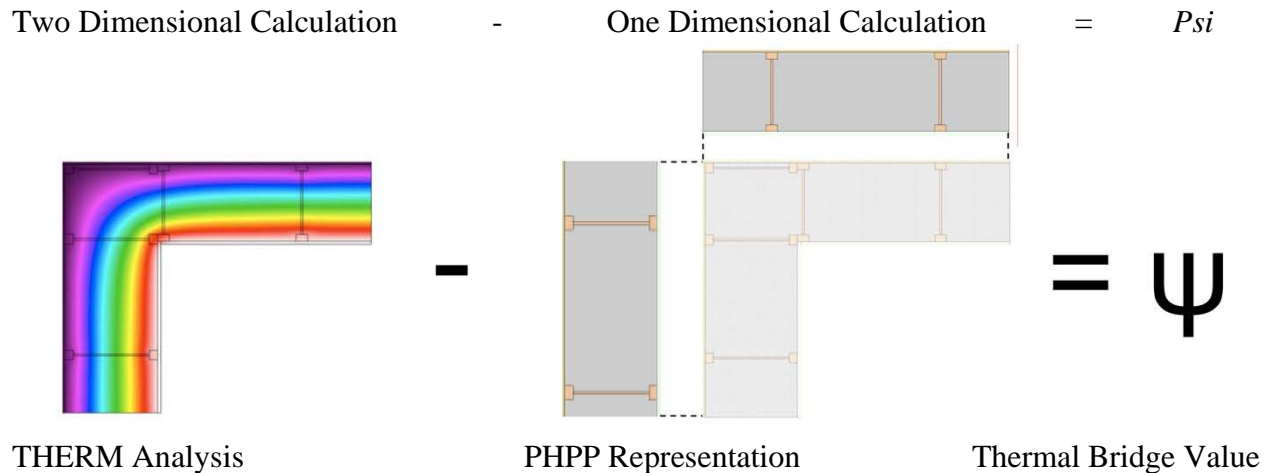 Two Dimensional Calculation - One Dimensional Calculation = Psi
- = ψ
THERM Analysis PHPP Representation Thermal Bridge Value